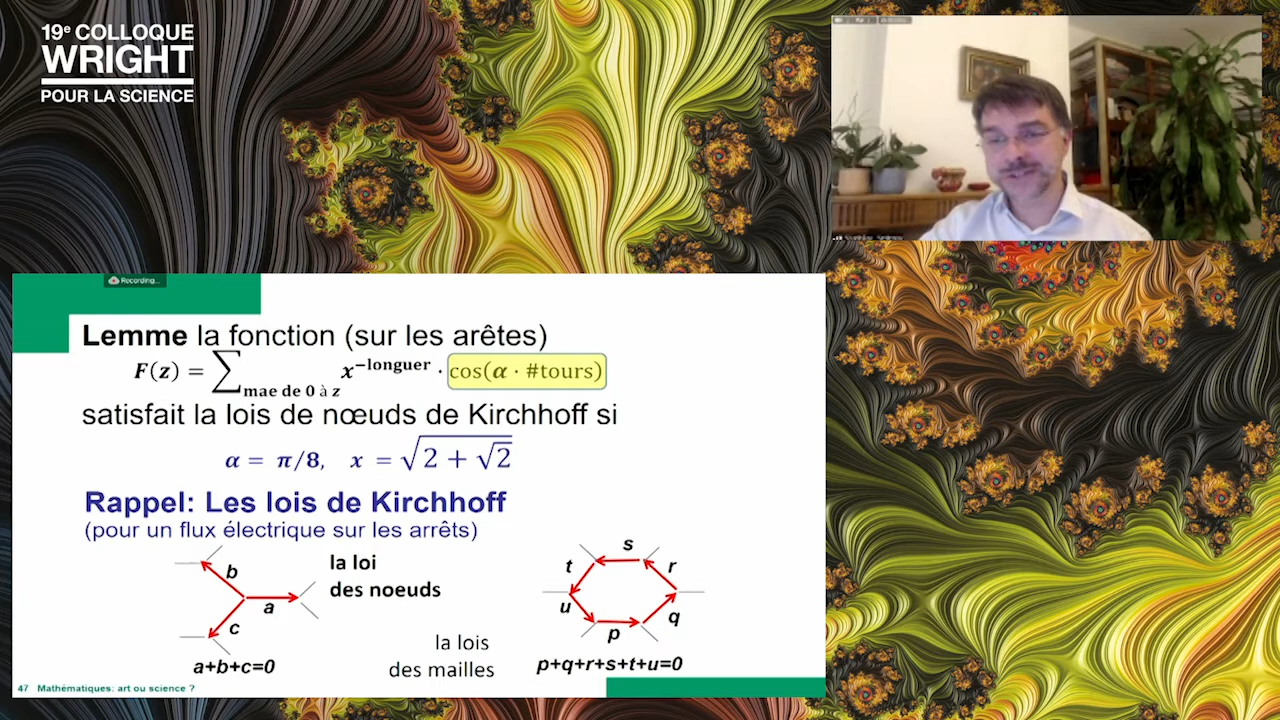 19e COLLOQUE
WRIGHT
POUR LA SCIENCE
Recording...
Lemme la fonction (sur les arêtes)
F(z) = ∑ mae de 0 à z x^−longuer · cos(α · #tours)
satisfait la lois de nœuds de Kirchhoff si
α = π/8, x = √(2 + √2)
Rappel: Les lois de Kirchhoff
(pour un flux électrique sur les arrêts)
b
a
c
la loi
des noeuds
a+b+c=0
s
t
r
u
q
p
la lois
des mailles
p+q+r+s+t+u=0
47 Mathématiques: art ou science ?